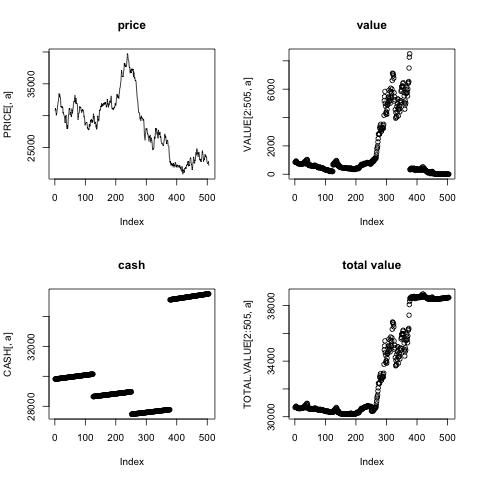 price
PRICE[, a]
25000 35000
0 100 200 300 400 500
Index
value
VALUE[2:505, a]
0 2000 6000
0 100 200 300 400 500
Index
cash
CASH[, a]
28000 32000
0 100 200 300 400 500
Index
total value
TOTAL.VALUE[2:505, a]
30000 34000 38000
0 100 200 300 400 500
Index